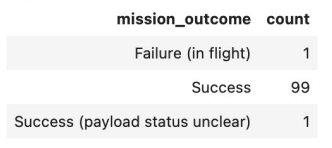 mission_outcome count
Failure (in flight) 1
Success 99
Success (payload status unclear) 1